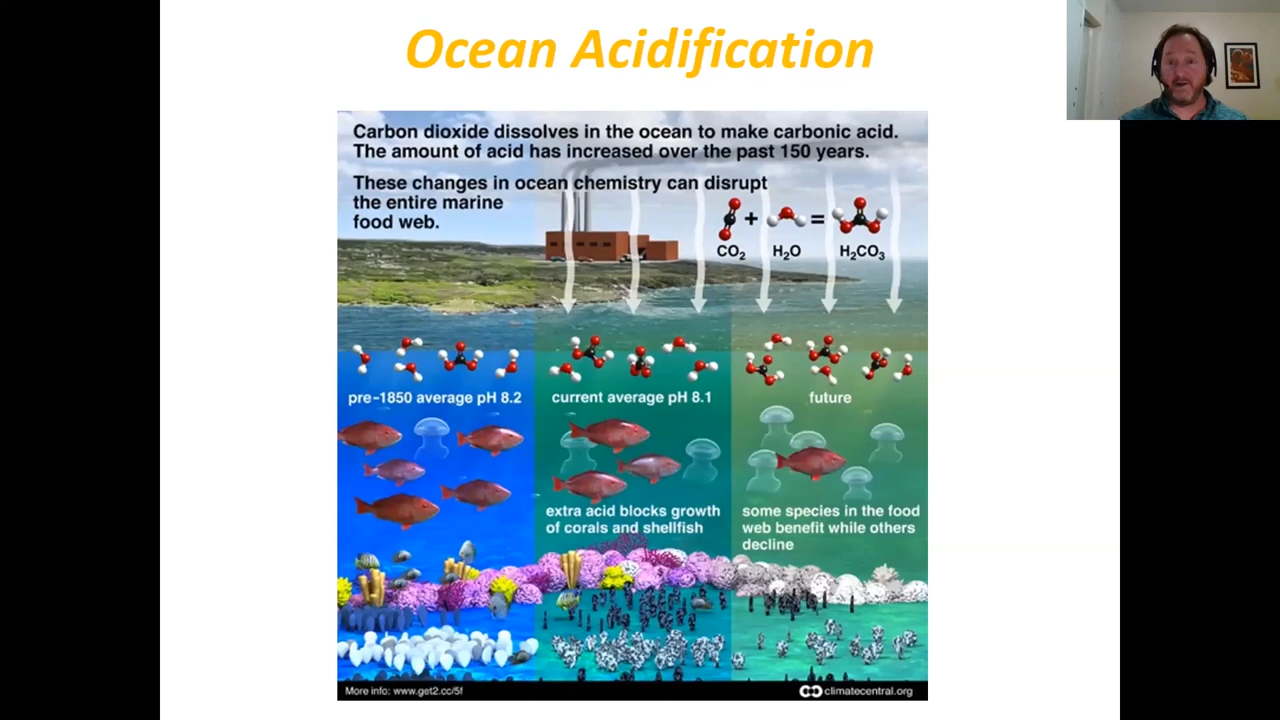 Ocean Acidification
Carbon dioxide dissolves in the ocean to make carbonic acid.
The amount of acid has increased over the past 150 years.
These changes in ocean chemistry can disrupt
the entire marine
food web.
+ =
CO₂ H₂O H₂CO₃
pre-1850 average pH 8.2
current average pH 8.1
future
extra acid blocks growth
of corals and shellfish
some species in the food
web benefit while others
decline
More info: www.get2.cc/5f
climatecentral.org